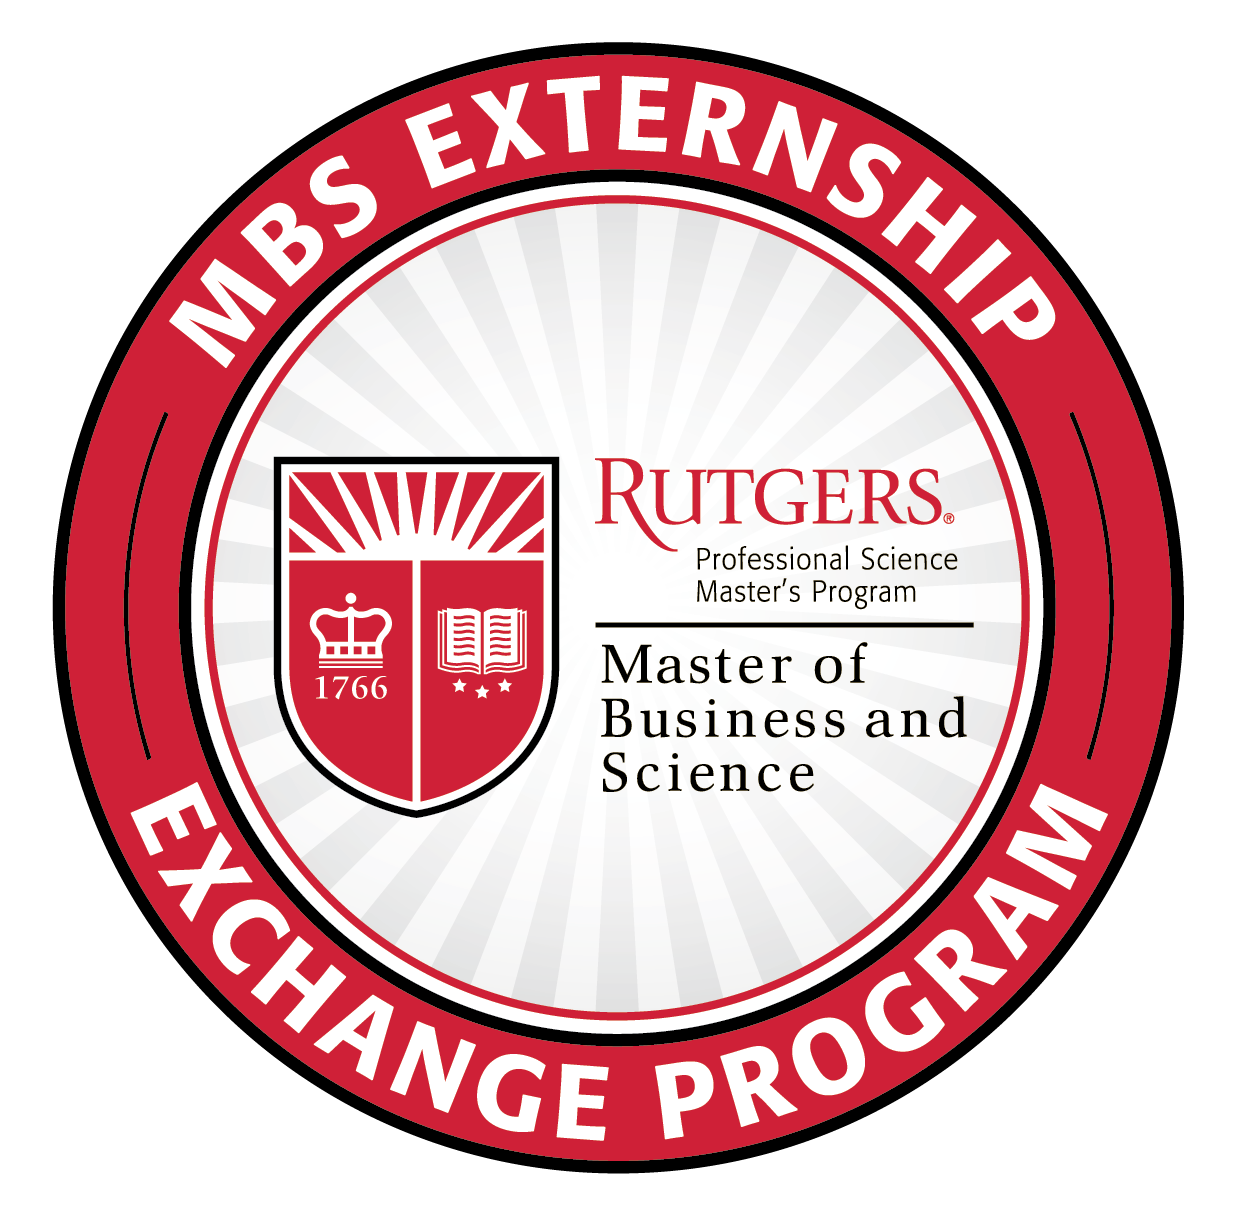 MBS EXTERNSHIP
1766
RUTGERS®
Professional Science
Master's Program
Master of
Business and
Science
EXCHANGE PROGRAM